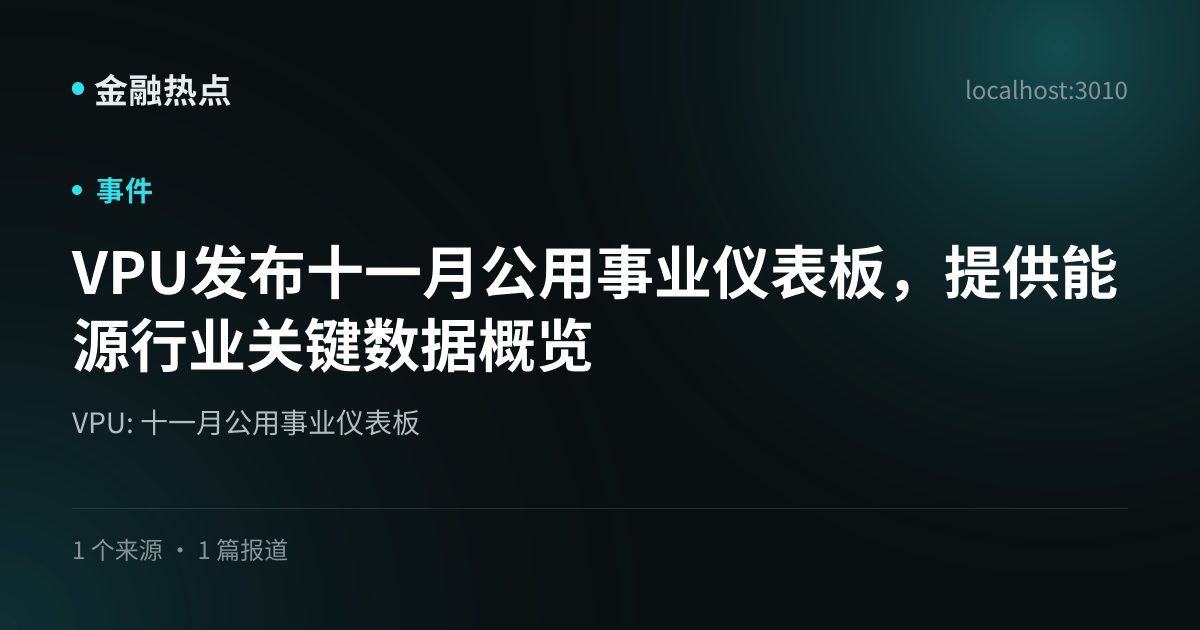 金融热点
localhost:3010
事件
VPU发布十一月公用事业仪表板，提供能
源行业关键数据概览
VPU: 十一月公用事业仪表板
1 个来源 • 1 篇报道